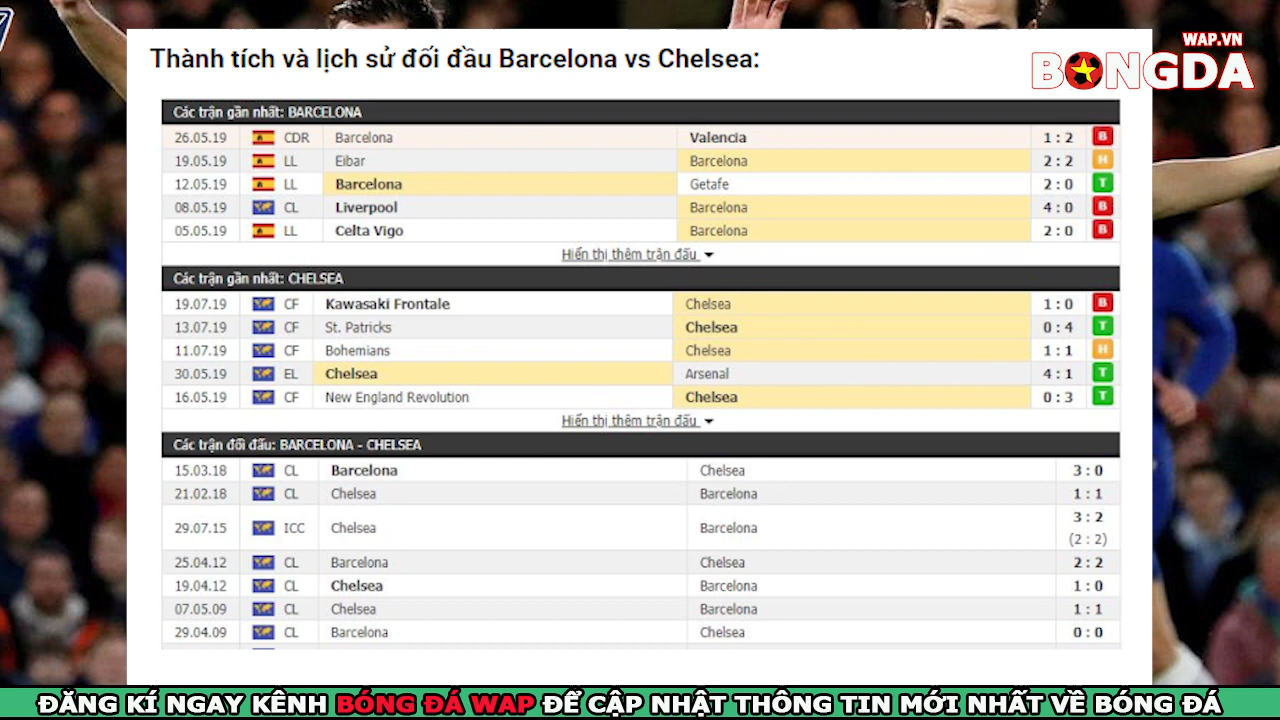 WAP.VN
BONGDA
Thành tích và lịch sử đối đầu Barcelona vs Chelsea:
Các trận gần nhất: BARCELONA
26.05.19 CDR Barcelona Valencia 1 : 2 B
19.05.19 LL Eibar Barcelona 2 : 2 H
12.05.19 LL Barcelona Getafe 2 : 0 T
08.05.19 CL Liverpool Barcelona 4 : 0 B
05.05.19 LL Celta Vigo Barcelona 2 : 0 B
Hiển thị thêm trận đấu
Các trận gần nhất: CHELSEA
19.07.19 CF Kawasaki Frontale Chelsea 1 : 0 B
13.07.19 CF St. Patricks Chelsea 0 : 4 T
11.07.19 CF Bohemians Chelsea 1 : 1 H
30.05.19 EL Chelsea Arsenal 4 : 1 T
16.05.19 CF New England Revolution Chelsea 0 : 3 T
Hiển thị thêm trận đấu
Các trận đối đấu: BARCELONA - CHELSEA
15.03.18 CL Barcelona Chelsea 3 : 0
21.02.18 CL Chelsea Barcelona 1 : 1
29.07.15 ICC Chelsea Barcelona 3 : 2
(2 : 2)
25.04.12 CL Barcelona Chelsea 2 : 2
19.04.12 CL Chelsea Barcelona 1 : 0
07.05.09 CL Chelsea Barcelona 1 : 1
29.04.09 CL Barcelona Chelsea 0 : 0
ĐĂNG KÍ NGAY KÊNH BÓNG ĐÁ WAP ĐỂ CẬP NHẬT THÔNG TIN MỚI NHẤT VỀ BÓNG ĐÁ